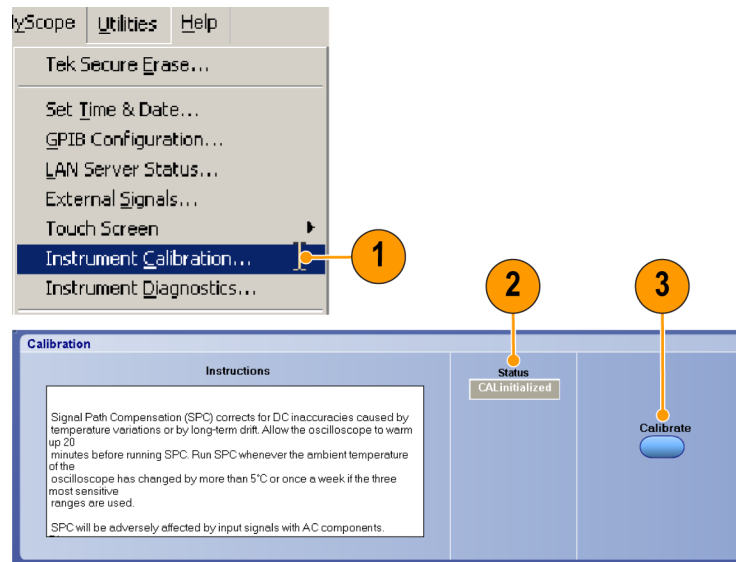 lyScope Utilities Help
Tek Secure Erase...
Set Time & Date...
GPIB Configuration...
LAN Server Status...
External Signals...
Touch Screen
Instrument Calibration...
Instrument Diagnostics...
1
2
3
Calibration
Instructions
Status
CALinitialized
Calibrate
Signal Path Compensation (SPC) corrects for DC inaccuracies caused by
temperature variations or by long-term drift. Allow the oscilloscope to warm
up 20
minutes before running SPC. Run SPC whenever the ambient temperature
of the
oscilloscope has changed by more than 5°C or once a week if the three
most sensitive
ranges are used.
SPC will be adversely affected by input signals with AC components.